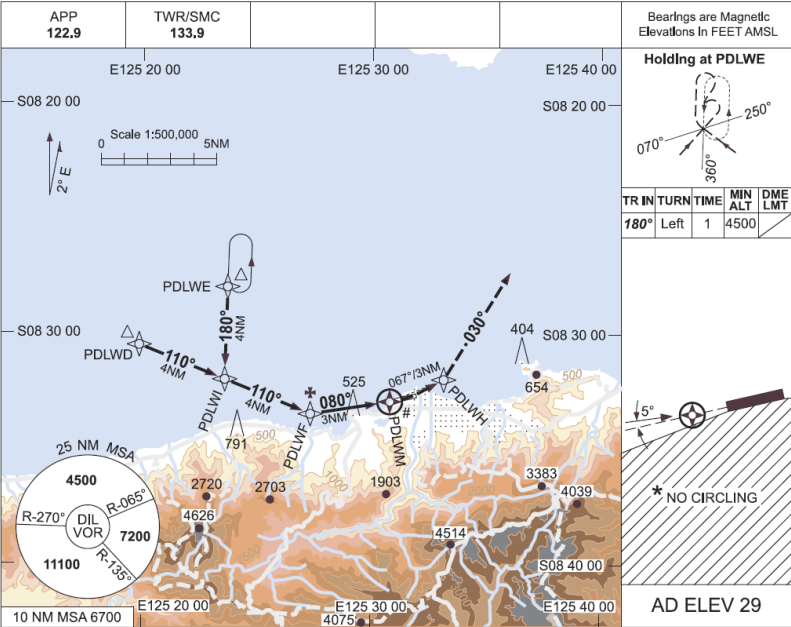 APP
122.9
TWR/SMC
133.9
Bearings are Magnetic
Elevations in FEET AMSL
E125 20 00
E125 30 00
E125 40 00
S08 20 00
S08 20 00
Scale 1:500,000
0
5NM
2° E
Holding at PDLWE
250°
070°
360°
TR IN TURN TIME MIN ALT DME LMT
180° Left 1 4500
PDLWE
180°
4NM
S08 30 00
S08 30 00
PDLWD
110°
4NM
PDLWI
110°
4NM
PDLWF
080°
3NM
525
067°/3NM
#
PDLWM
PDLWH
030°
404
654
500
791
500
1000
2000
2720
2703
1903
3383
4039
4626
4514
4075
25 NM MSA
4500
R-065°
R-270°
DIL
VOR
7200
11100
R-135°
10 NM MSA 6700
S08 40 00
E125 20 00
E125 30 00
E125 40 00
5°
* NO CIRCLING
AD ELEV 29